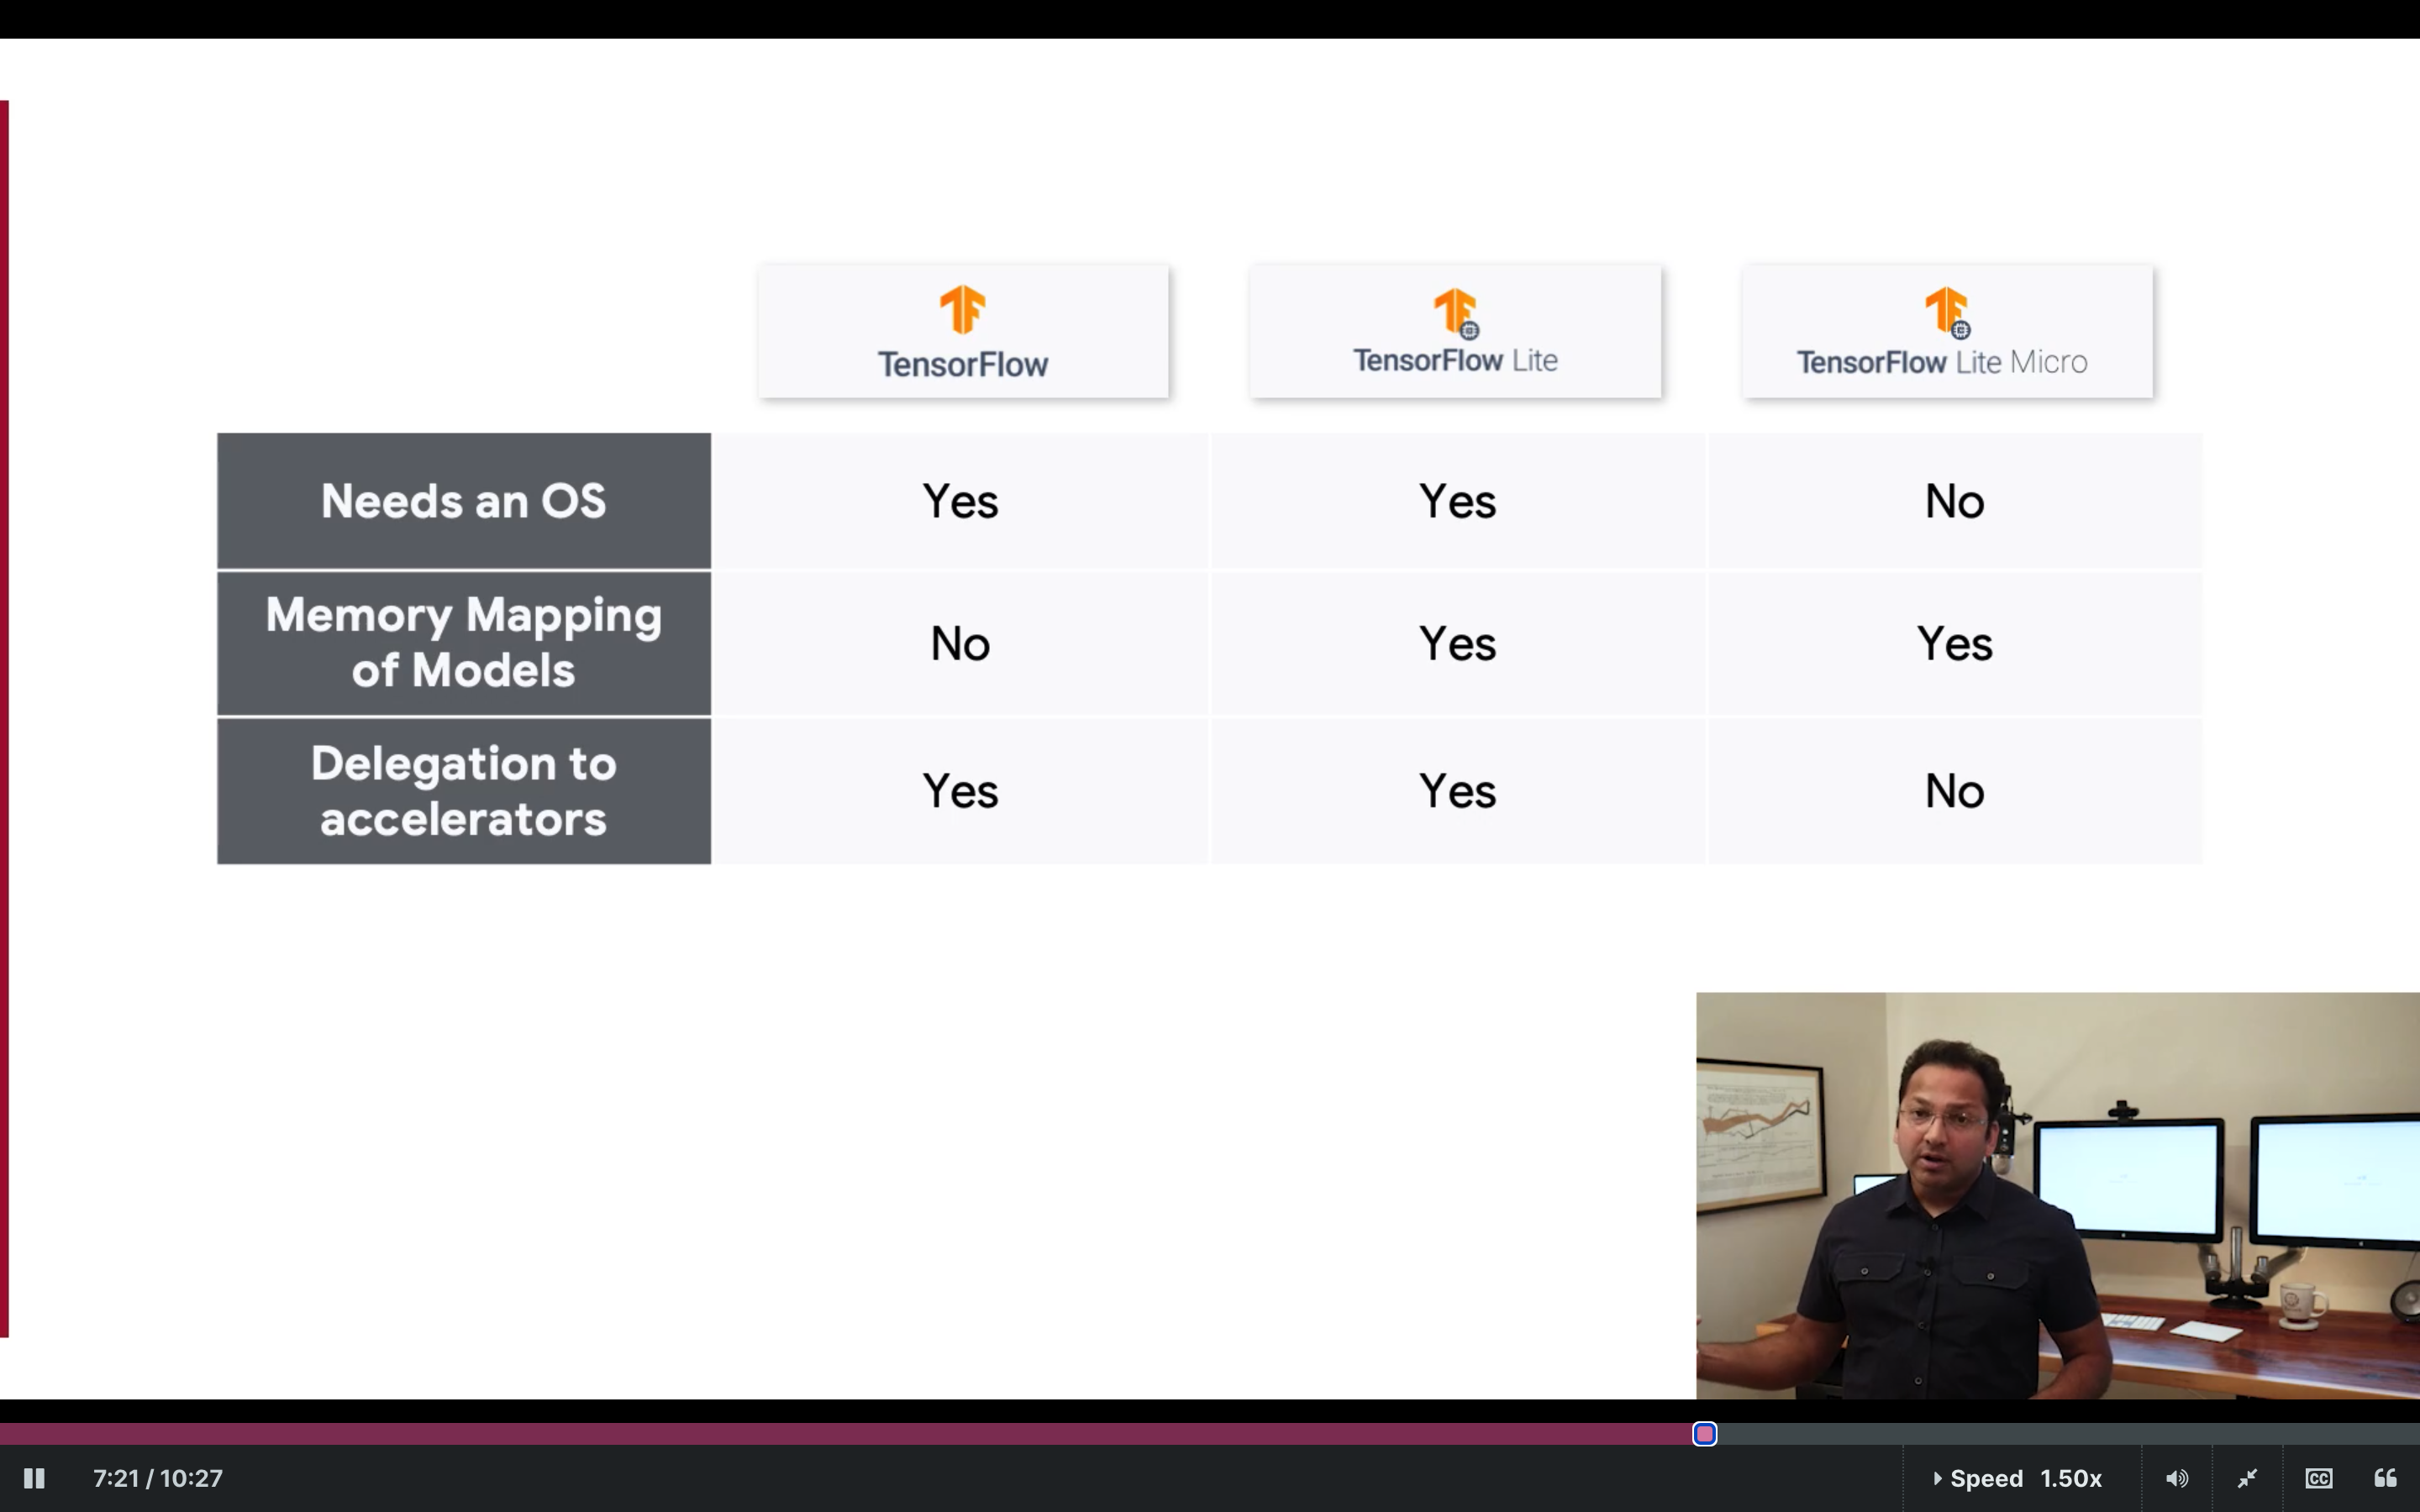 TensorFlow
TensorFlow Lite
TensorFlow Lite Micro
Needs an OS
Yes
Yes
No
Memory Mapping
of Models
No
Yes
Yes
Delegation to
accelerators
Yes
Yes
No
7:21 / 10:27
Speed 1.50x
CC